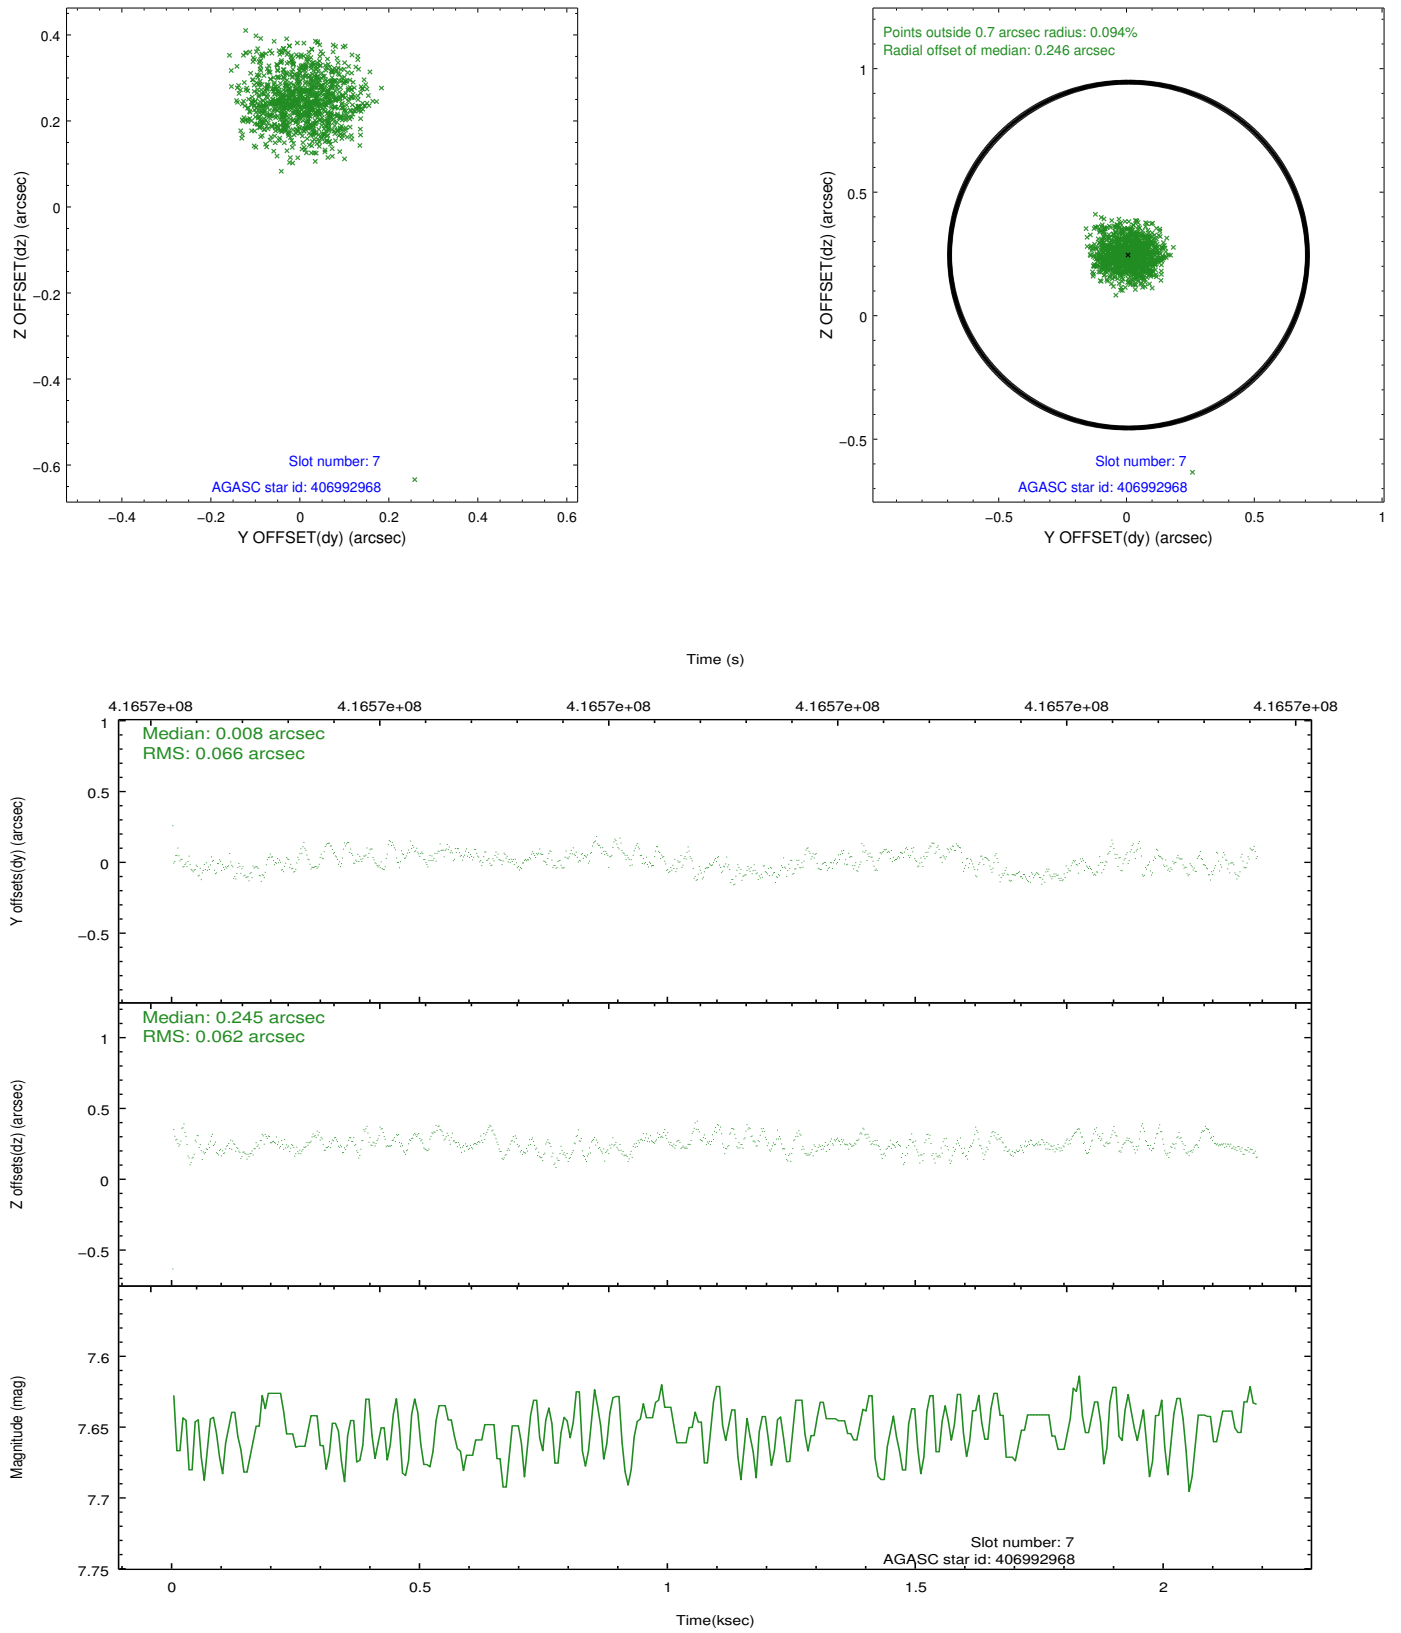 0.4
0.2
0
−0.2
−0.4
−0.6
Z OFFSET(dz) (arcsec)
Slot number: 7
AGASC star id: 406992968
−0.4 −0.2 0 0.2 0.4 0.6
Y OFFSET(dy) (arcsec)
Points outside 0.7 arcsec radius: 0.094%
Radial offset of median: 0.246 arcsec
1
0.5
0
−0.5
Z OFFSET(dz) (arcsec)
Slot number: 7
AGASC star id: 406992968
−0.5 0 0.5 1
Y OFFSET(dy) (arcsec)
Time (s)
4.1657e+08 4.1657e+08 4.1657e+08 4.1657e+08 4.1657e+08 4.1657e+08
Median: 0.008 arcsec
RMS: 0.066 arcsec
1
0.5
0
−0.5
Y offsets(dy) (arcsec)
Median: 0.245 arcsec
RMS: 0.062 arcsec
1
0.5
0
−0.5
Z offsets(dz) (arcsec)
7.6
7.65
7.7
7.75
Magnitude (mag)
Slot number: 7
AGASC star id: 406992968
0 0.5 1 1.5 2
Time(ksec)